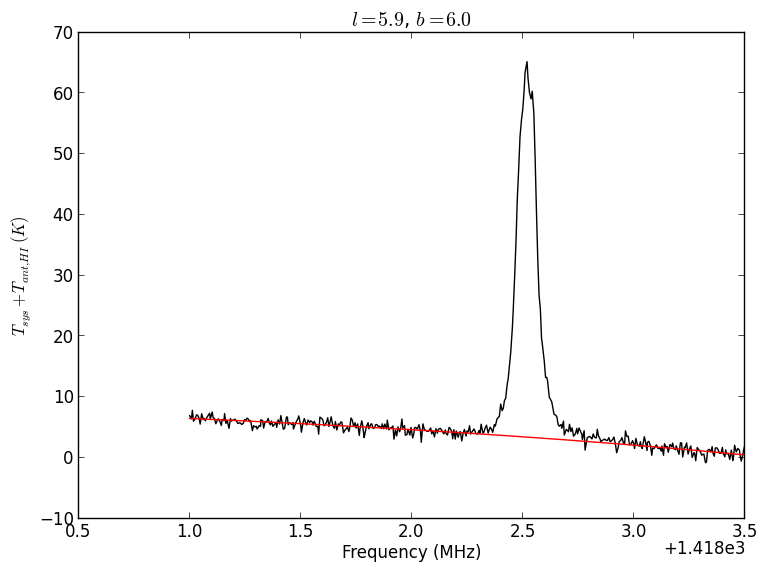 l = 5.9, b = 6.0
70
60
50
40
30
20
10
0
−10
T_sys + T_ant,HI (K)
0.5 1.0 1.5 2.0 2.5 3.0 3.5
Frequency (MHz)
+1.418e3